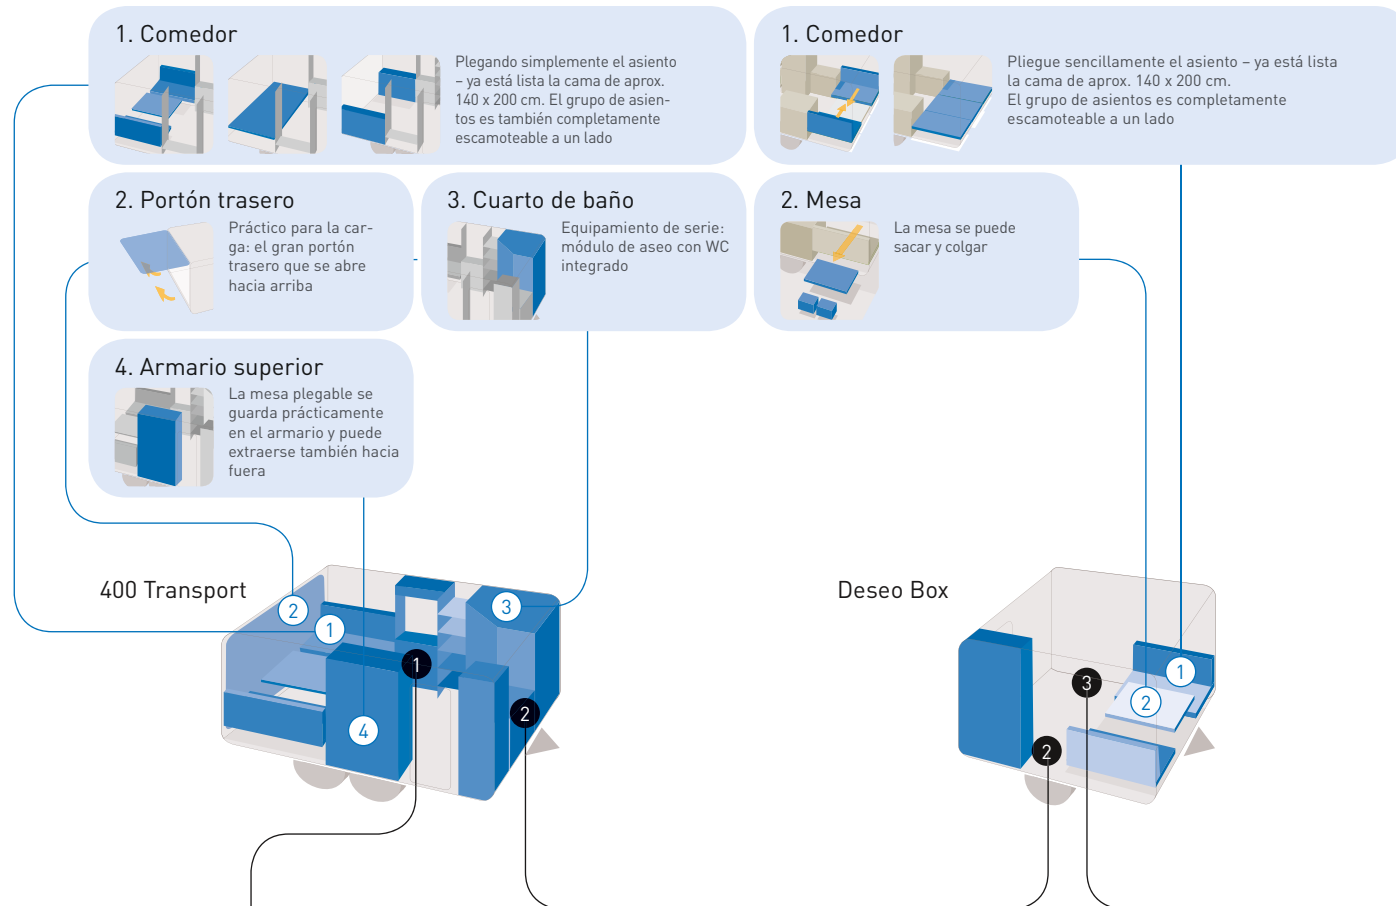 1. Comedor
Plegando simplemente el asiento
– ya está lista la cama de aprox.
140 x 200 cm. El grupo de asien-
tos es también completamente
escamoteable a un lado
1. Comedor
Pliegue sencillamente el asiento – ya está lista
la cama de aprox. 140 x 200 cm.
El grupo de asientos es completamente
escamoteable a un lado
2. Portón trasero
Práctico para la car-
ga: el gran portón
trasero que se abre
hacia arriba
3. Cuarto de baño
Equipamiento de serie:
módulo de aseo con WC
integrado
2. Mesa
La mesa se puede
sacar y colgar
4. Armario superior
La mesa plegable se
guarda prácticamente
en el armario y puede
extraerse también hacia
fuera
400 Transport
2
1
3
1
2
4
Deseo Box
1
3
2
2